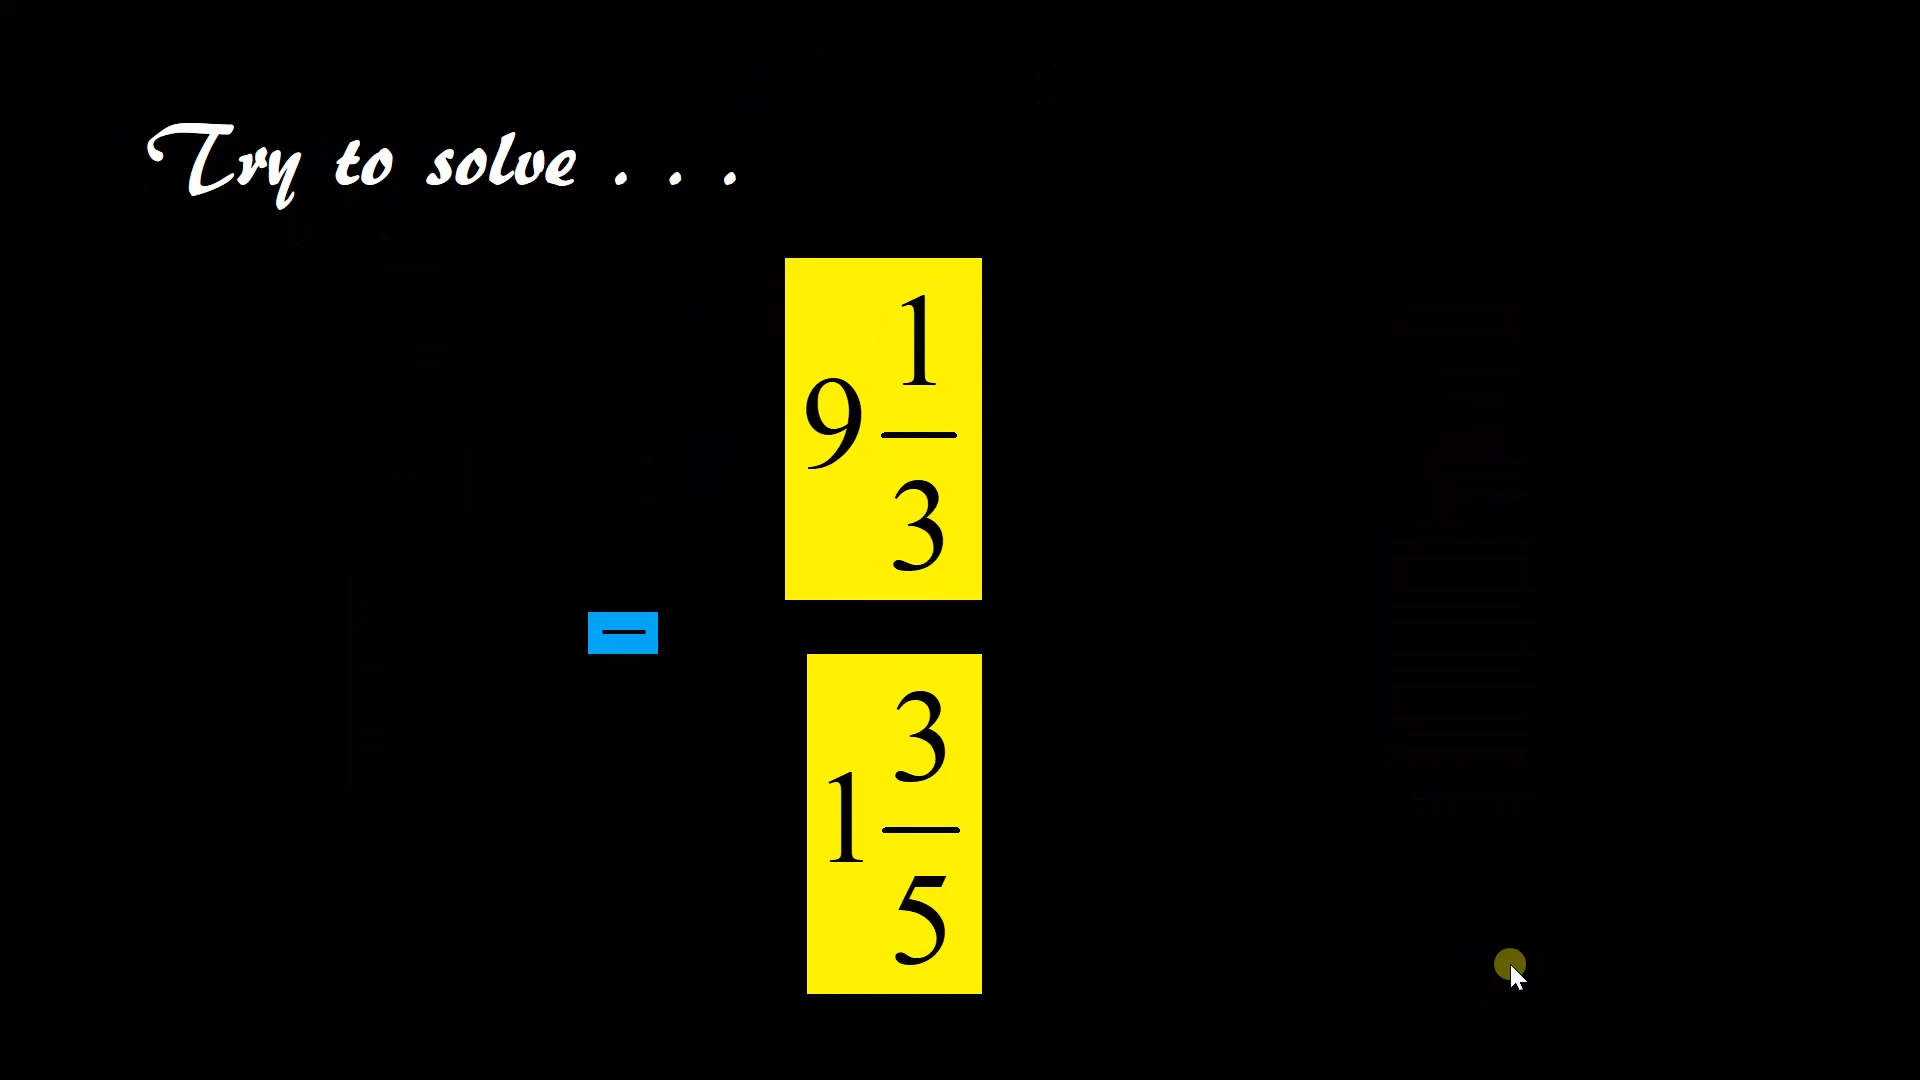 Try to solve . . .
9 1/3
—
1 3/5